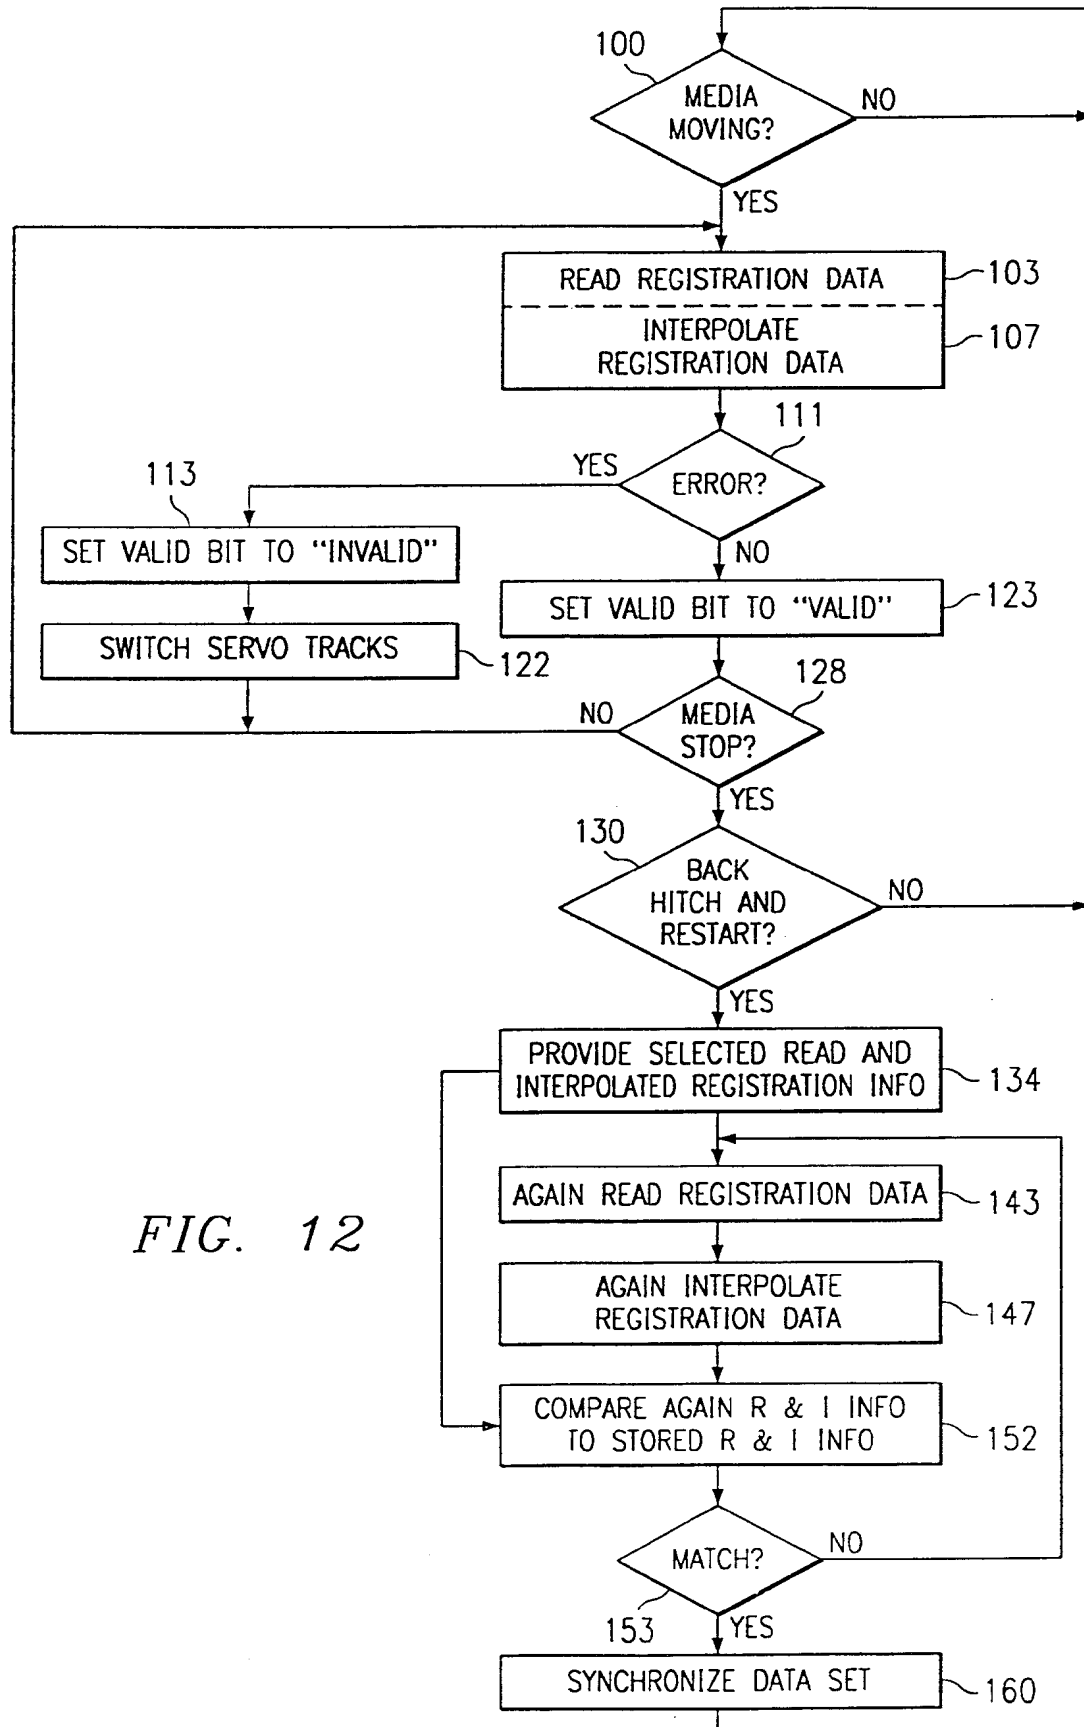 100
MEDIA
MOVING?
NO
YES
READ REGISTRATION DATA
103
INTERPOLATE
REGISTRATION DATA
107
111
YES
ERROR?
113
NO
SET VALID BIT TO "INVALID"
SET VALID BIT TO "VALID"
123
SWITCH SERVO TRACKS
122
128
NO
MEDIA
STOP?
YES
130
BACK
HITCH AND
RESTART?
NO
YES
PROVIDE SELECTED READ AND
INTERPOLATED REGISTRATION INFO
134
AGAIN READ REGISTRATION DATA
143
FIG. 12
AGAIN INTERPOLATE
REGISTRATION DATA
147
COMPARE AGAIN R & I INFO
TO STORED R & I INFO
152
MATCH?
NO
153
YES
SYNCHRONIZE DATA SET
160